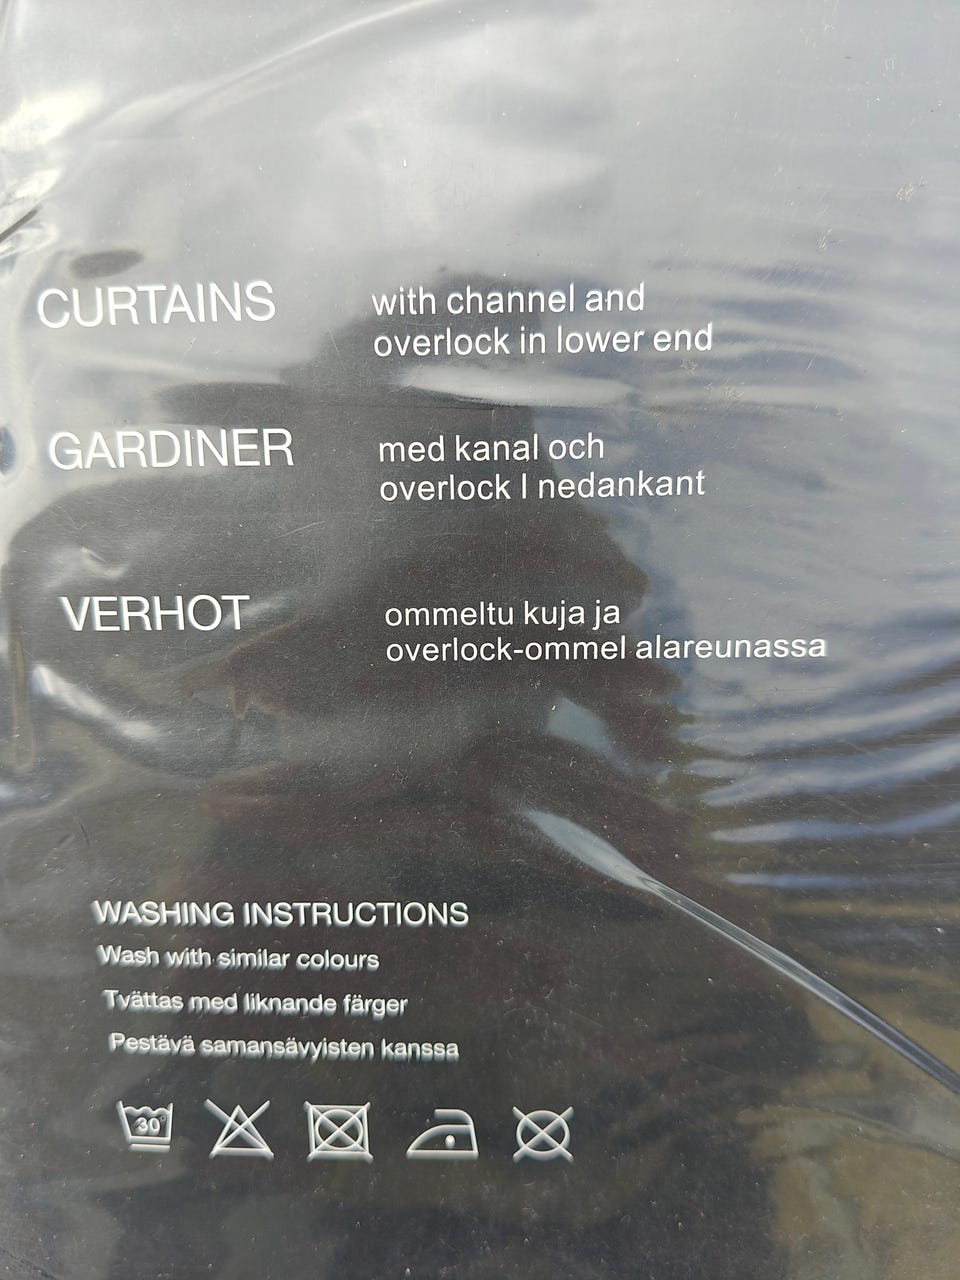 CURTAINS
with channel and
overlock in lower end
GARDINER
med kanal och
overlock I nedankant
VERHOT
ommeltu kuja ja
overlock-ommel alareunassa
WASHING INSTRUCTIONS
Wash with similar colours
Tvättas med liknande färger
Pestävä samansävyisten kanssa
30°